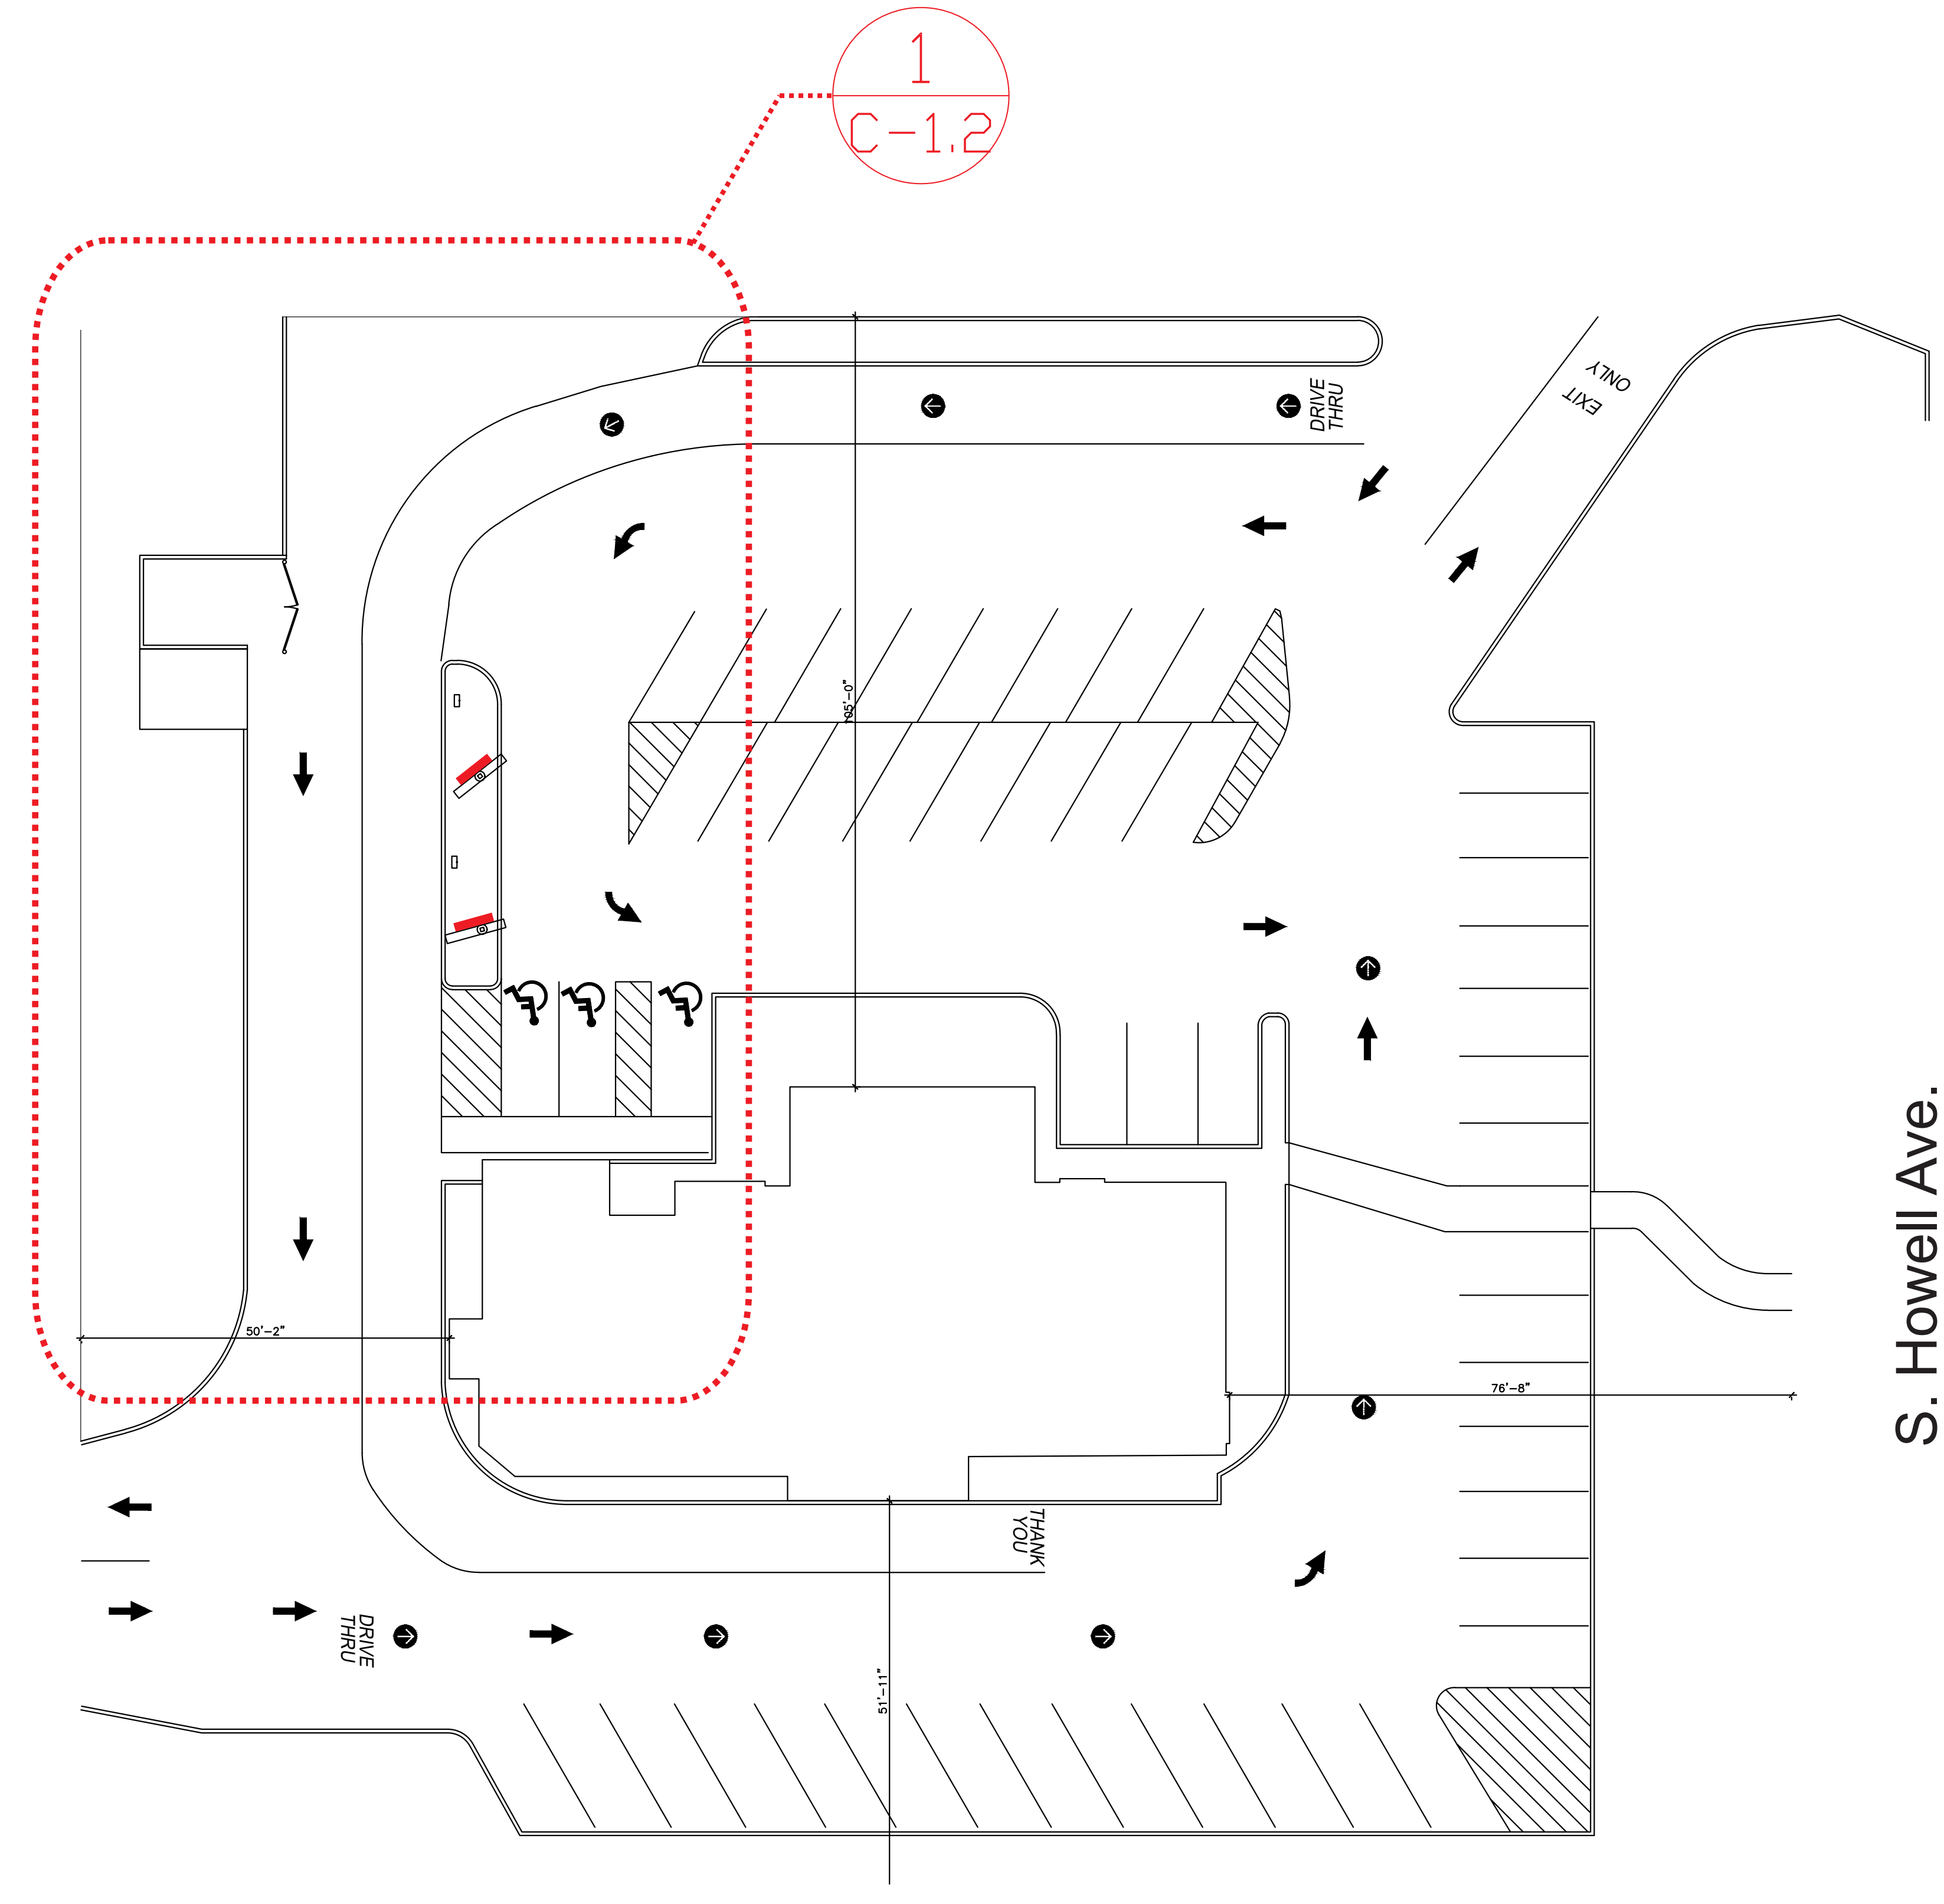 1
C-1.2
DRIVE
THRU
EXIT
ONLY
105'-0"
50'-2"
76'-8"
S. Howell Ave.
THANK
YOU
DRIVE
THRU
51'-11"